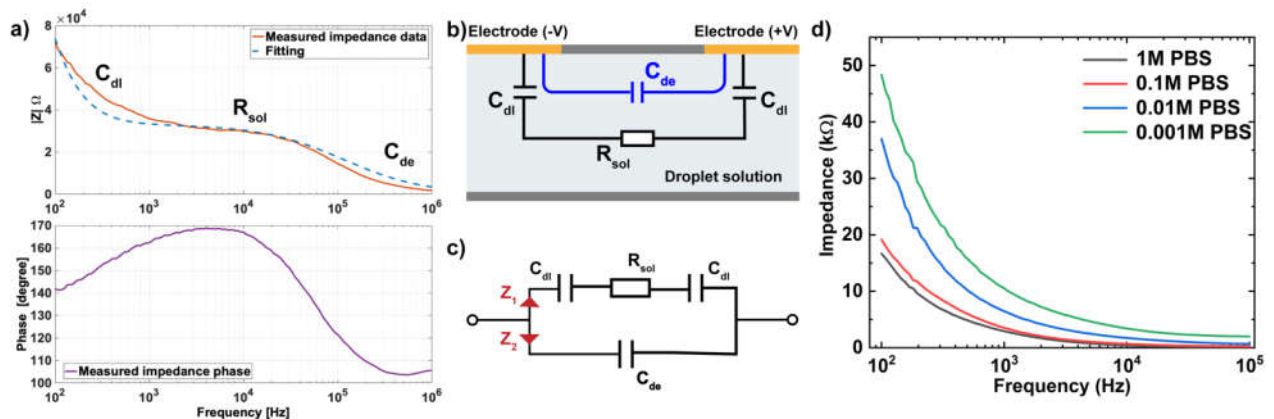 a)
× 10⁴
8
6
4
2
0
|Z| Ω
Measured impedance data
Fitting
C_dl
R_sol
C_de
10² 10³ 10⁴ 10⁵ 10⁶
170
160
150
140
130
120
110
100
Phase [degree]
Measured impedance phase
10² 10³ 10⁴ 10⁵ 10⁶
Frequency [Hz]
b)
Electrode (-V) Electrode (+V)
C_de
C_dl C_dl
R_sol
Droplet solution
c)
C_dl R_sol C_dl
Z₁
Z₂
C_de
d)
50
40
30
20
10
0
Impedance (kΩ)
1M PBS
0.1M PBS
0.01M PBS
0.001M PBS
10² 10³ 10⁴ 10⁵
Frequency (Hz)